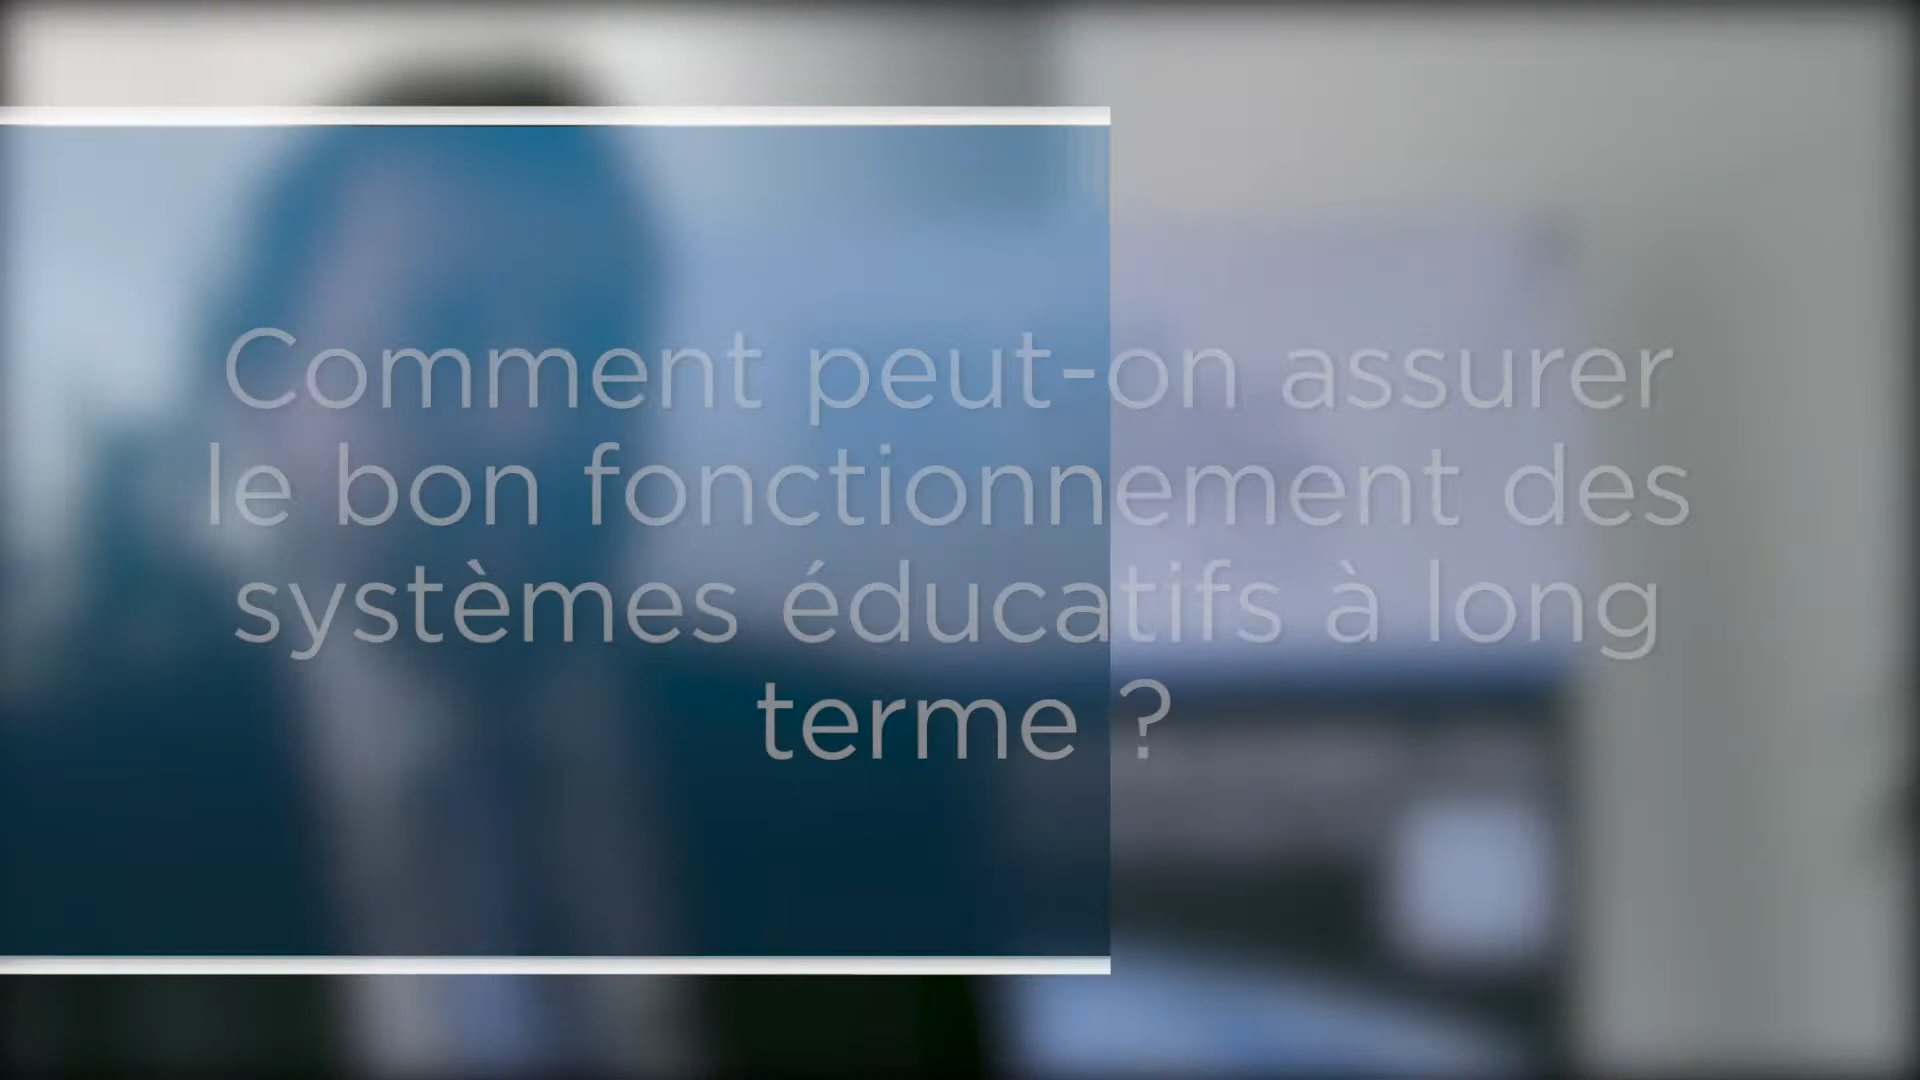 Comment peut-on assurer
le bon fonctionnement des
systèmes éducatifs à long
terme ?